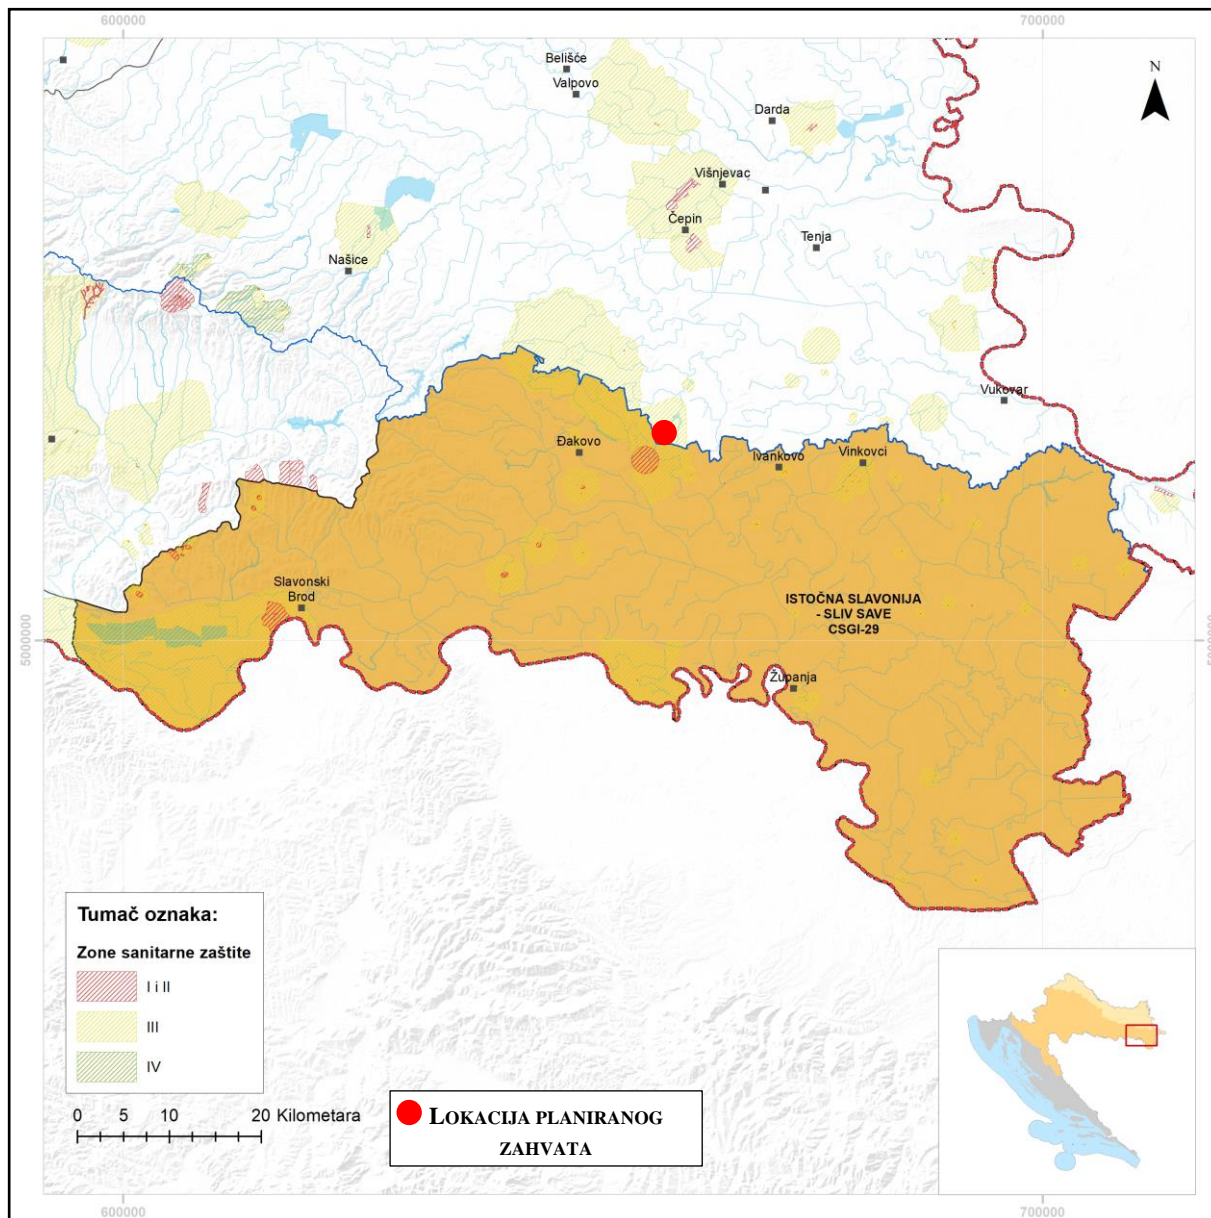 600000
700000
N
Belišće
Valpovo
Darda
Višnjevac
Čepin
Tenja
Našice
Vukovar
Đakovo
Ivankovo
Vinkovci
Slavonski
Brod
ISTOČNA SLAVONIJA
- SLIV SAVE
CSGI-29
5000000
5000000
Županja
Tumač oznaka:
Zone sanitarne zaštite
I i II
III
IV
0 5 10 20 Kilometara
LOKACIJA PLANIRANOG
ZAHVATA
600000
700000